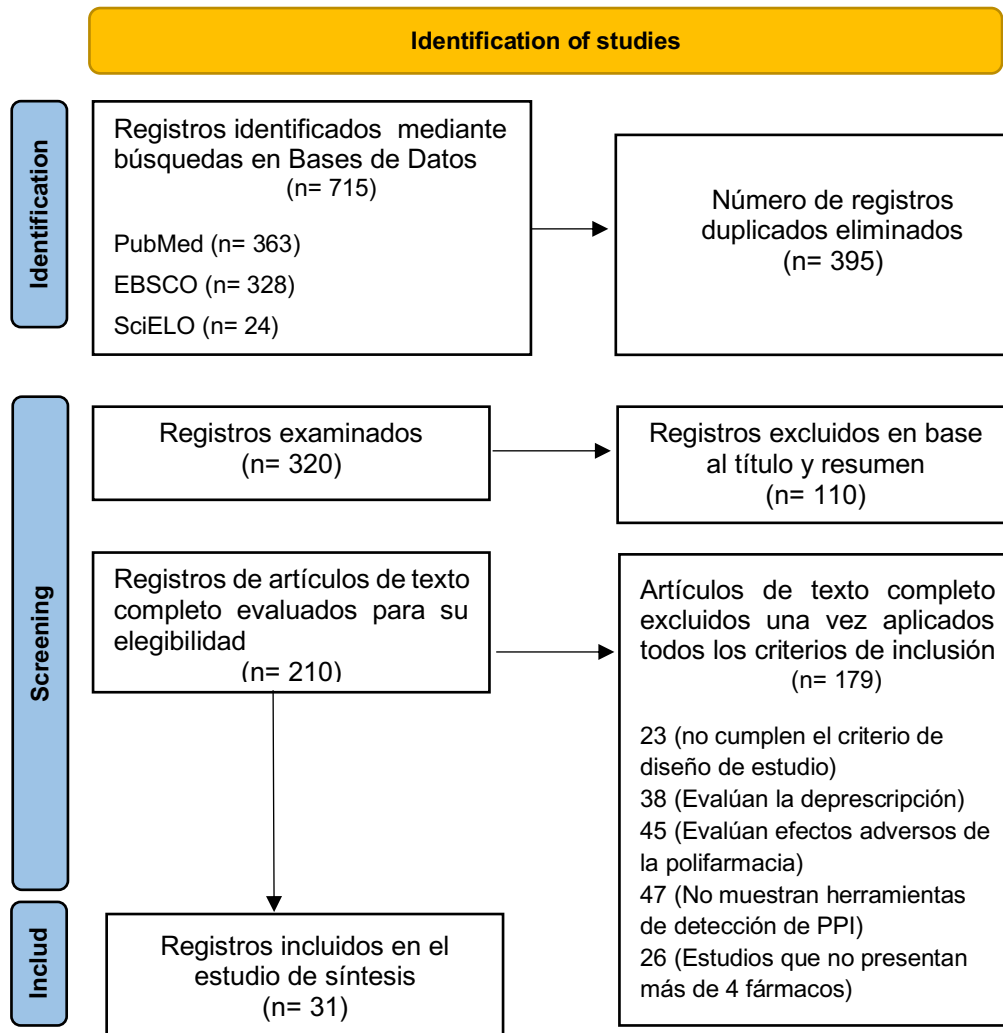 Identification of studies
Identification
Registros identificados mediante
búsquedas en Bases de Datos
(n= 715)
PubMed (n= 363)
EBSCO (n= 328)
SciELO (n= 24)
Número de registros
duplicados eliminados
(n= 395)
Screening
Registros examinados
(n= 320)
Registros excluidos en base
al título y resumen
(n= 110)
Registros de artículos de texto
completo evaluados para su
elegibilidad
(n= 210)
Artículos de texto completo
excluidos una vez aplicados
todos los criterios de inclusión
(n= 179)
23 (no cumplen el criterio de
diseño de estudio)
38 (Evalúan la deprescripción)
45 (Evalúan efectos adversos de
la polifarmacia)
47 (No muestran herramientas
de detección de PPI)
26 (Estudios que no presentan
más de 4 fármacos)
Includ
Registros incluidos en el
estudio de síntesis
(n= 31)